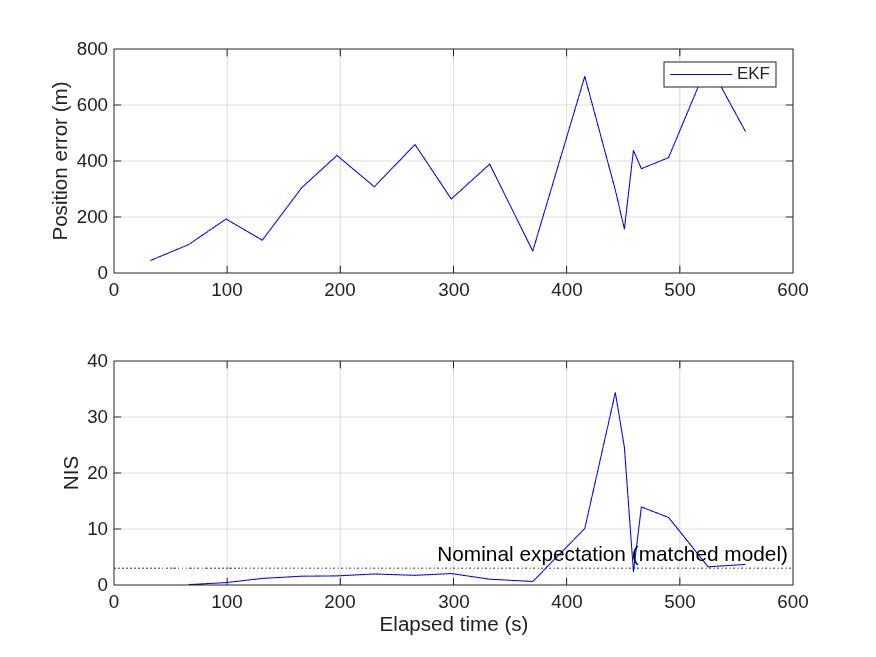 800
600
400
200
0
Position error (m)
EKF
0 100 200 300 400 500 600
40
30
20
10
0
NIS
Nominal expectation (matched model)
0 100 200 300 400 500 600
Elapsed time (s)